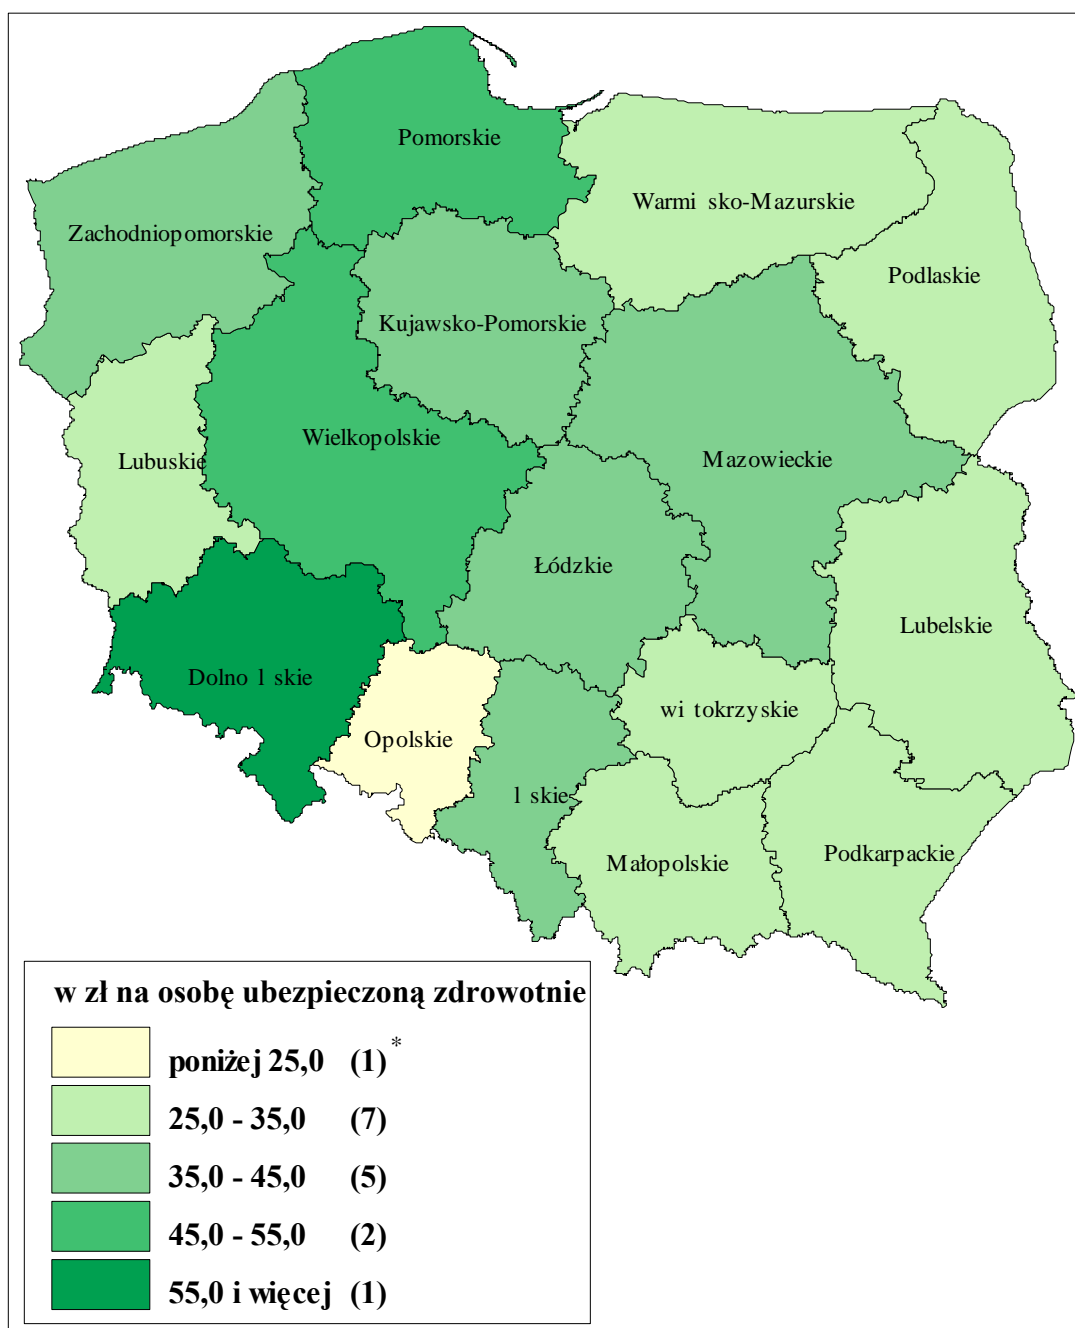 Pomorskie
Warmi sko-Mazurskie
Zachodniopomorskie
Podlaskie
Kujawsko-Pomorskie
Wielkopolskie
Lubuskie
Mazowieckie
Łódzkie
Lubelskie
Dolno l skie
wi tokrzyskie
Opolskie
l skie
Małopolskie
Podkarpackie
w zł na osobę ubezpieczoną zdrowotnie
poniżej 25,0 (1)*
25,0 - 35,0 (7)
35,0 - 45,0 (5)
45,0 - 55,0 (2)
55,0 i więcej (1)